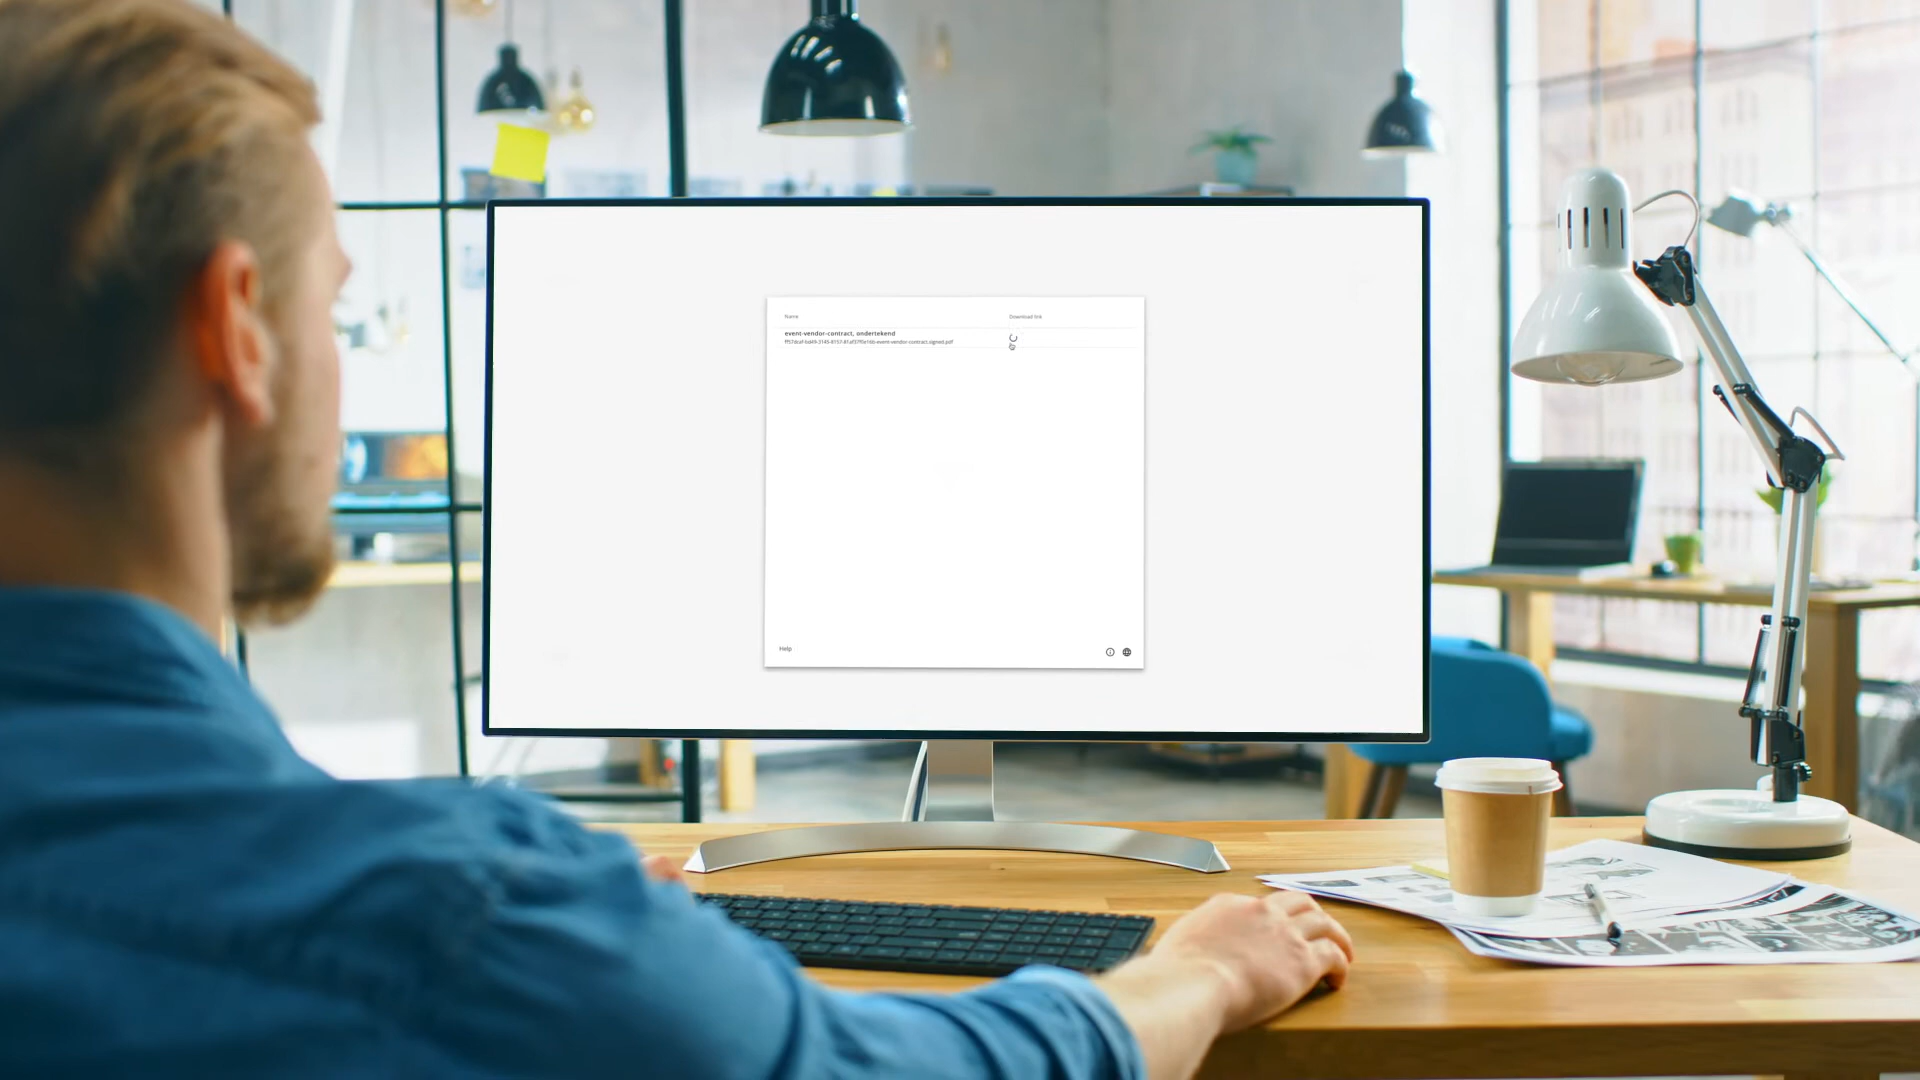 Name Download link
event-vendor-contract, ondertekend
Help